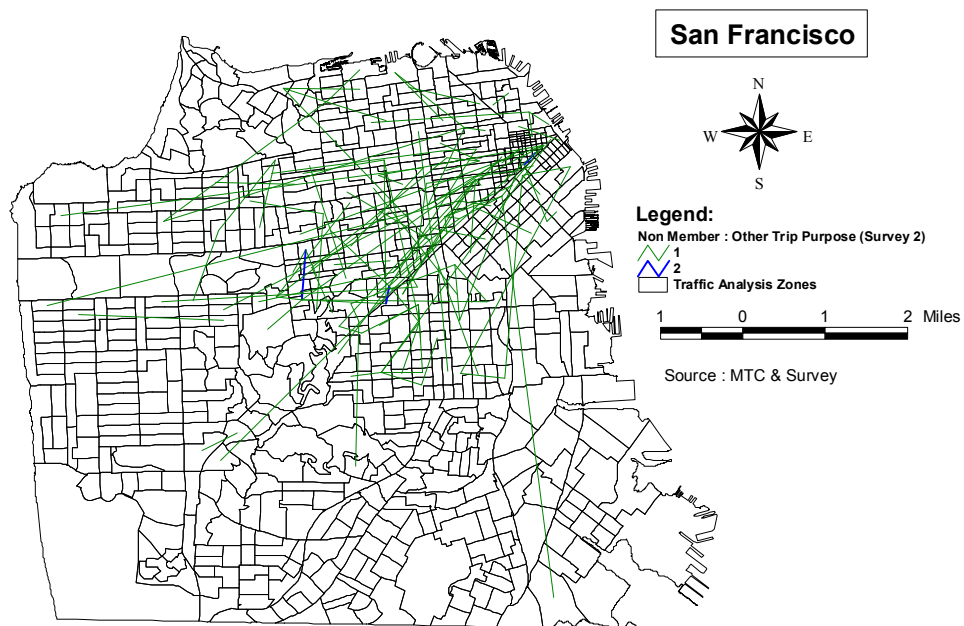 San Francisco
N
W E
S
Legend:
Non Member : Other Trip Purpose (Survey 2)
1
2
Traffic Analysis Zones
1 0 1 2 Miles
Source : MTC & Survey